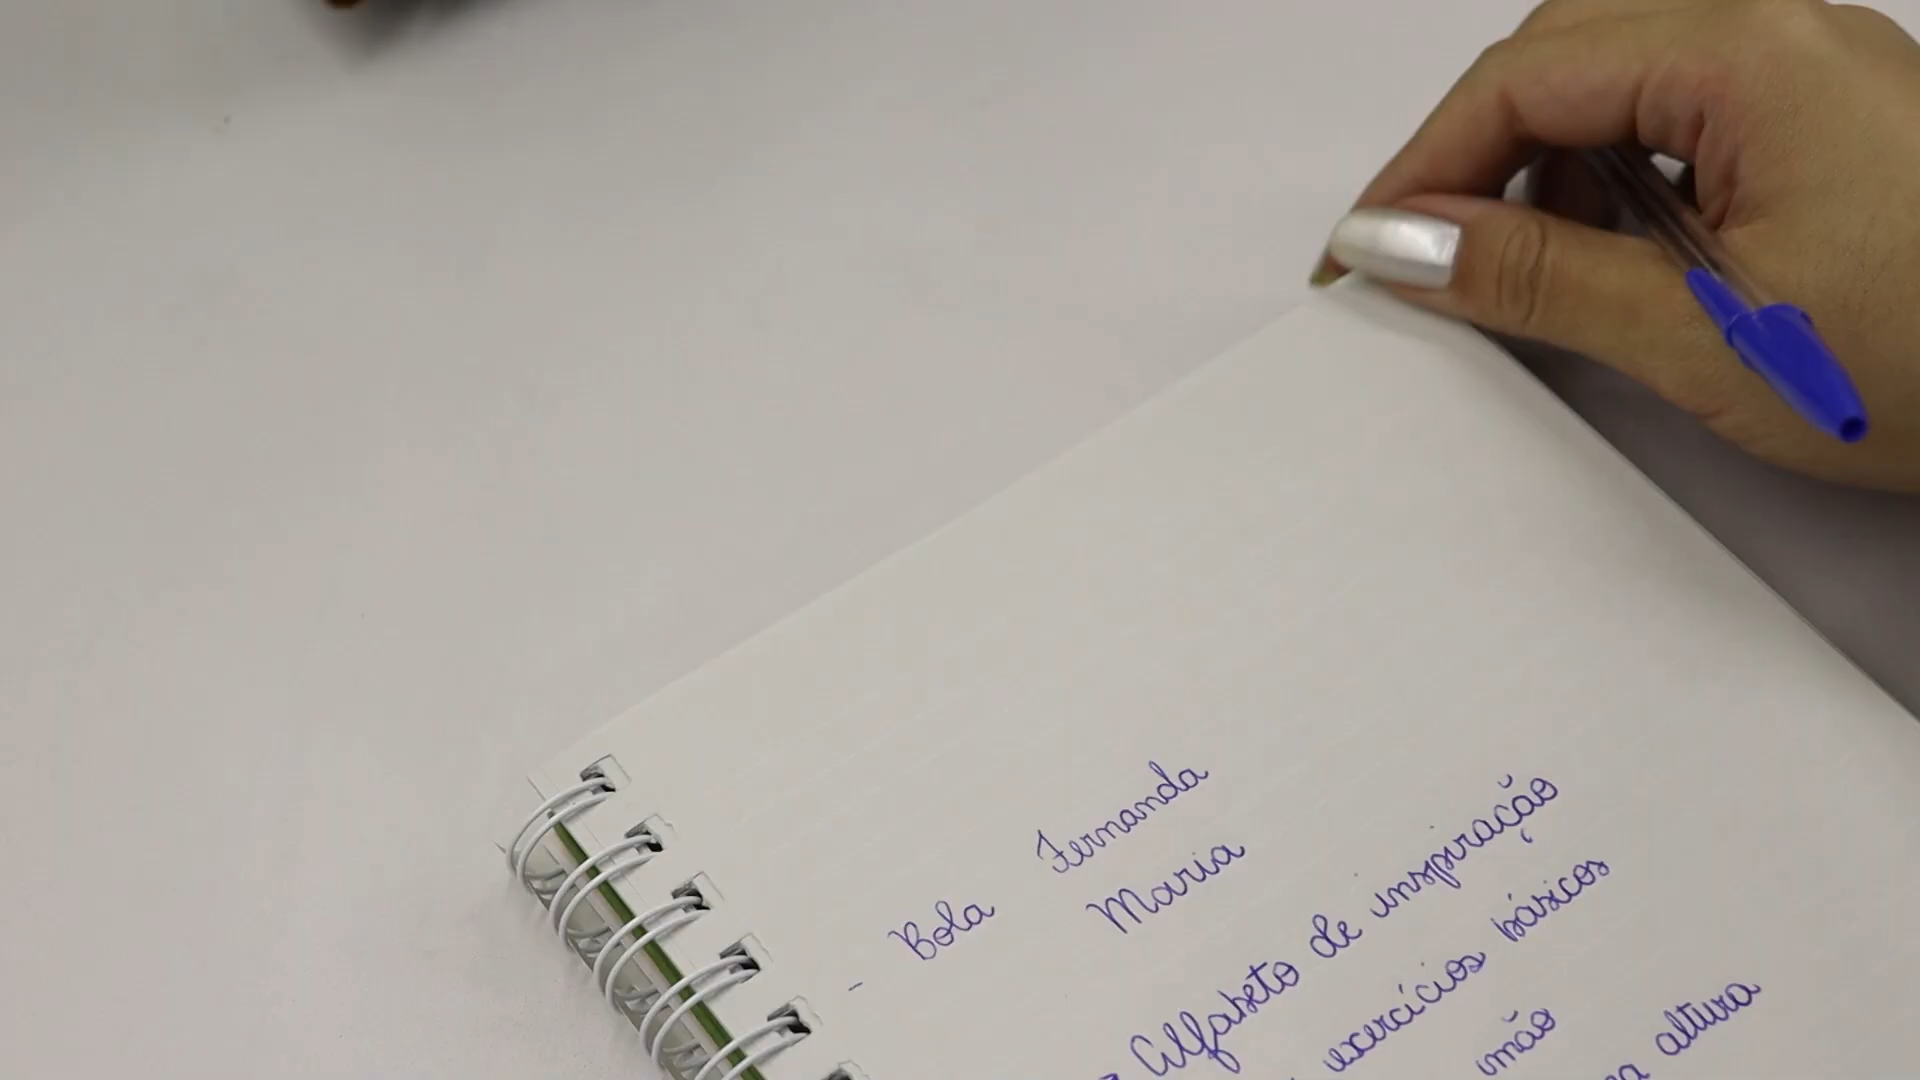 Fernanda
- Bola Maria
Alfabeto de inspiração
exercícios básicos
mão
altura